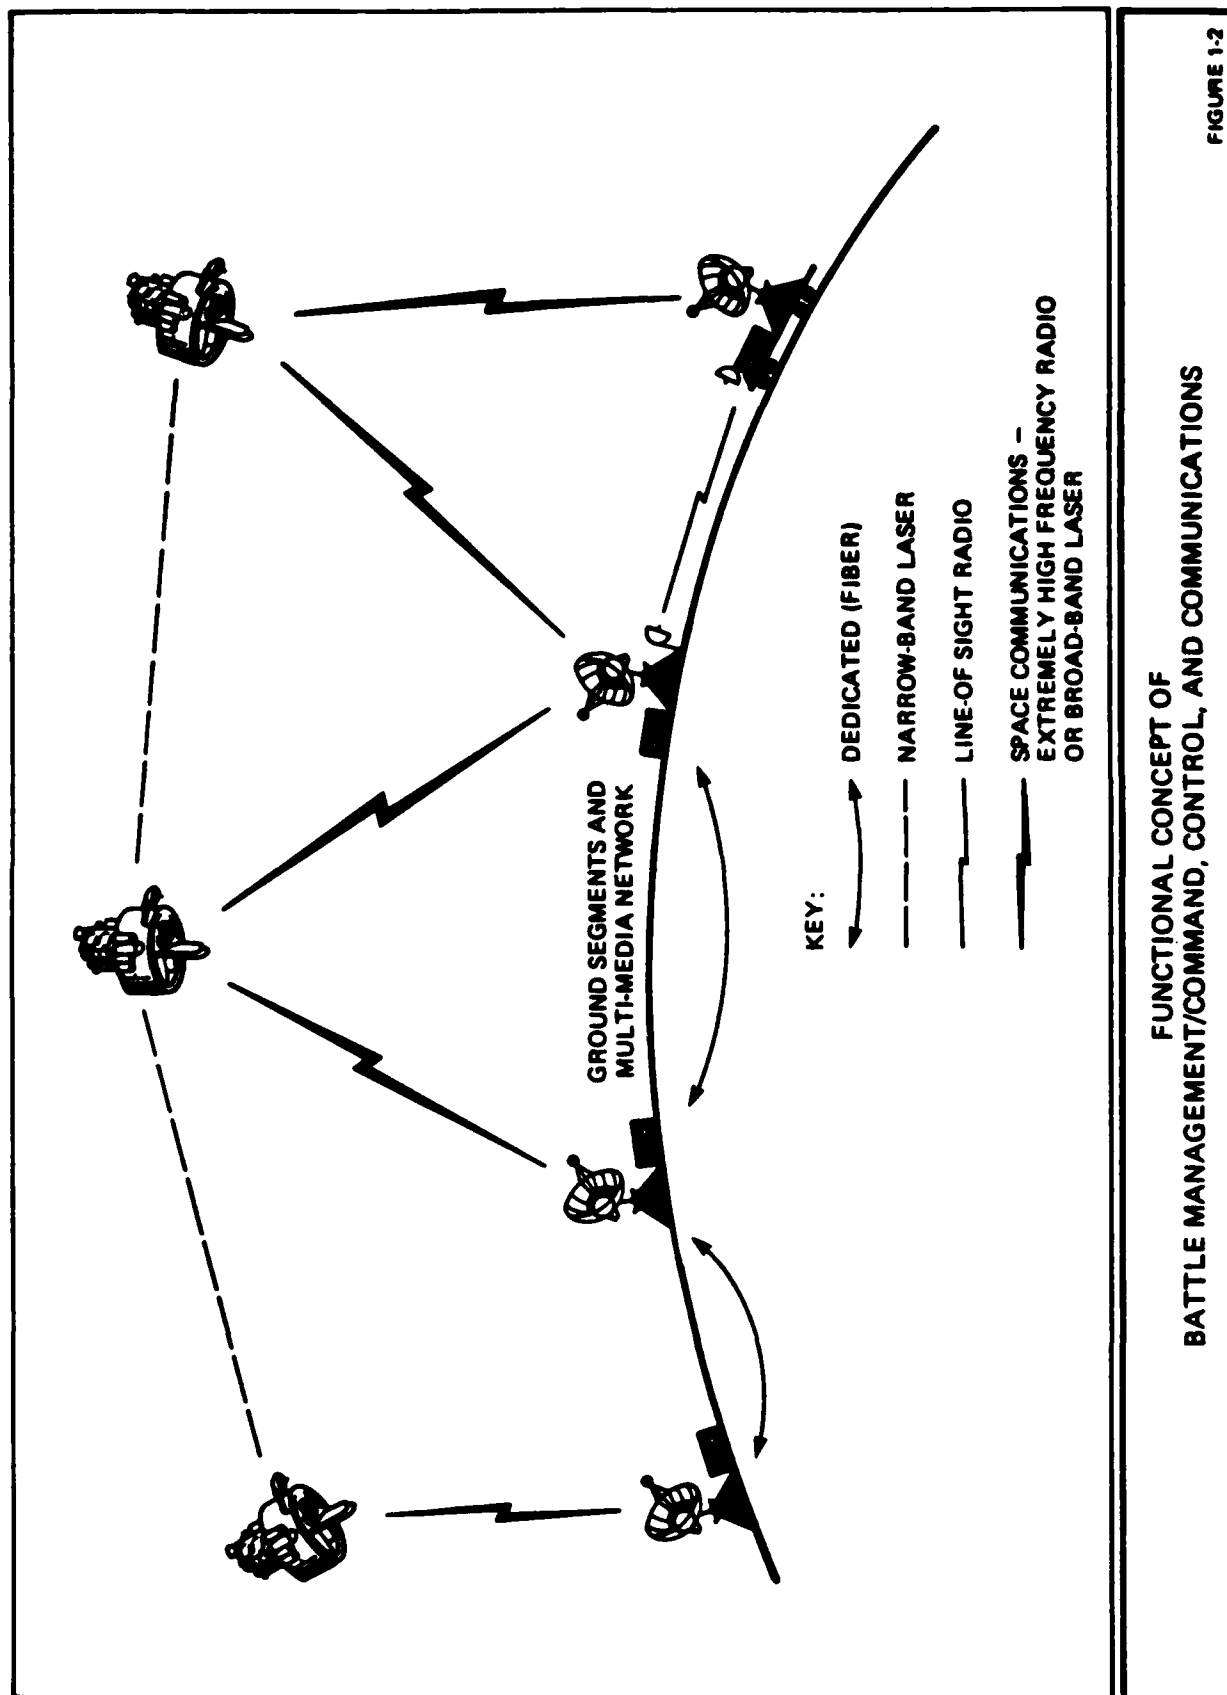 GROUND SEGMENTS AND
MULTI-MEDIA NETWORK
KEY:
DEDICATED (FIBER)
NARROW-BAND LASER
LINE-OF SIGHT RADIO
SPACE COMMUNICATIONS –
EXTREMELY HIGH FREQUENCY RADIO
OR BROAD-BAND LASER
FUNCTIONAL CONCEPT OF
BATTLE MANAGEMENT/COMMAND, CONTROL, AND COMMUNICATIONS
FIGURE 1-2